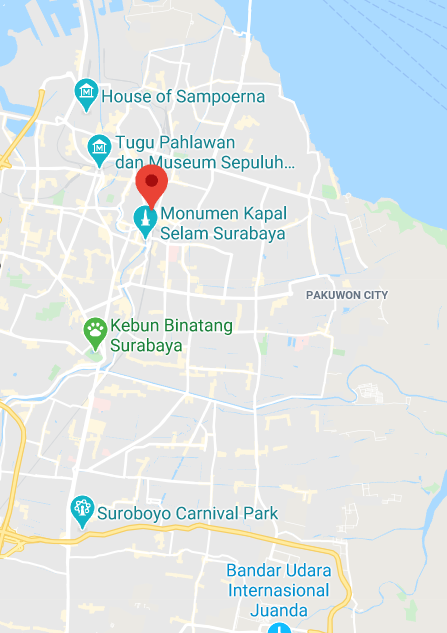 House of Sampoerna
Tugu Pahlawan
dan Museum Sepuluh...
Monumen Kapal
Selam Surabaya
PAKUWON CITY
Kebun Binatang
Surabaya
Suroboyo Carnival Park
Bandar Udara
Internasional
Juanda